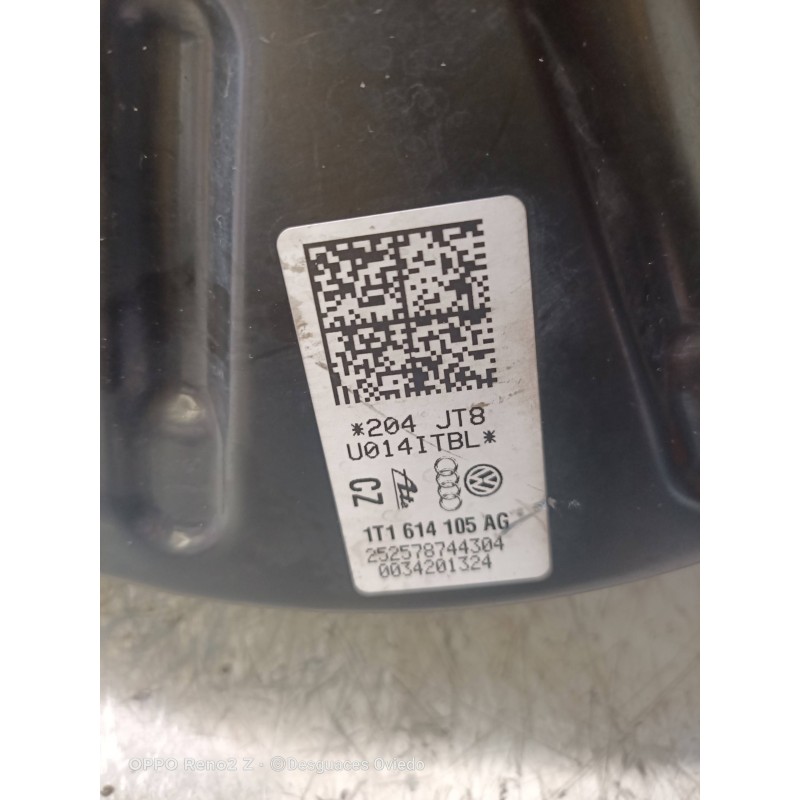 *204 JT8
U014ITBL*
CZ
1T1 614 105 AG
252578744304
0034201324
OPPO Reno2 Z - @Desguaces Oviedo